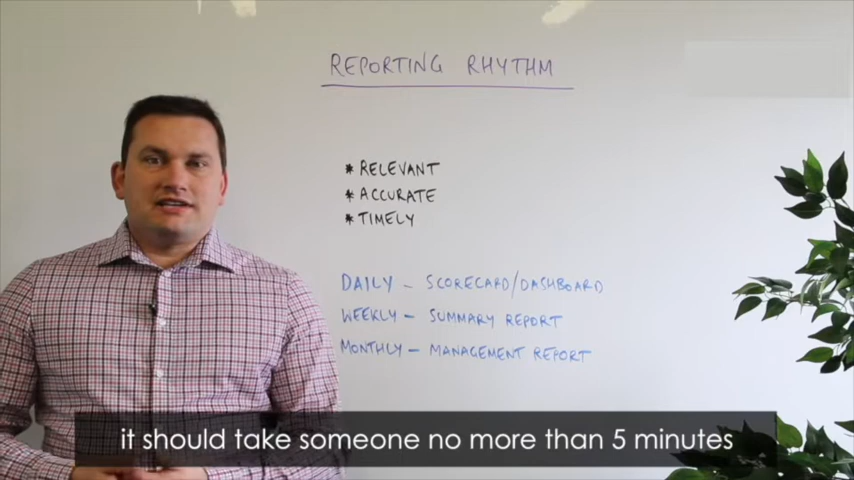 REPORTING RHYTHM
* RELEVANT
* ACCURATE
* TIMELY
DAILY - SCORECARD/DASHBOARD
WEEKLY - SUMMARY REPORT
MONTHLY - MANAGEMENT REPORT
it should take someone no more than 5 minutes